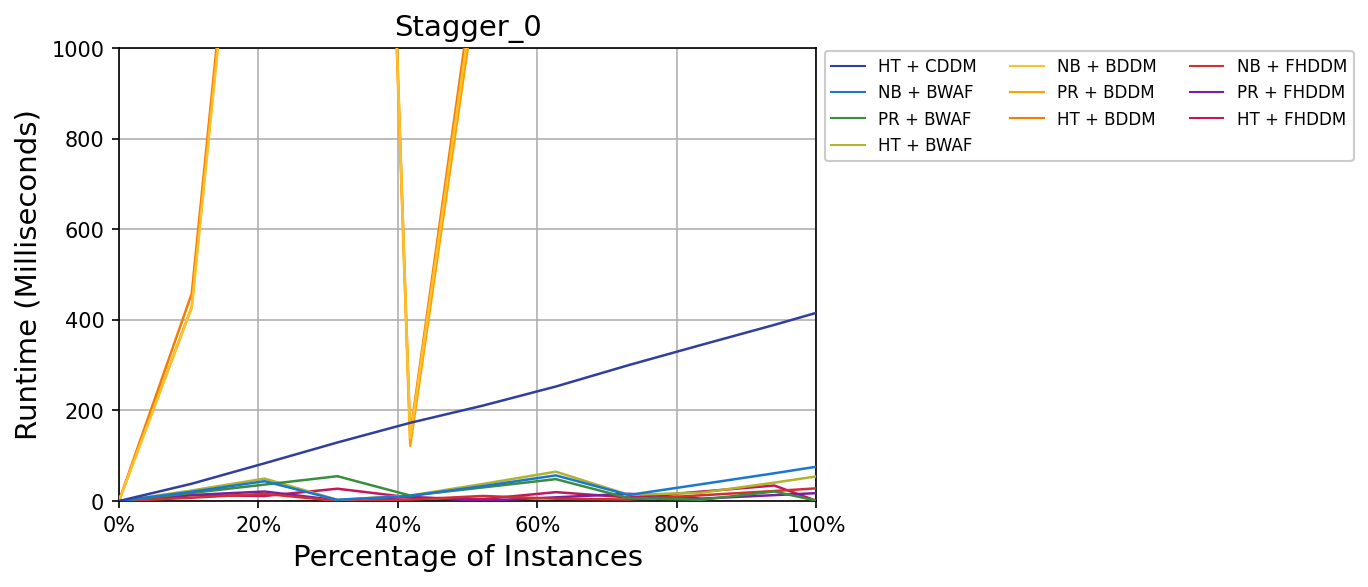 Stagger_0
1000
800
600
400
200
0
Runtime (Milliseconds)
0%
20%
40%
60%
80%
100%
Percentage of Instances
HT + CDDM
NB + BWAF
PR + BWAF
HT + BWAF
NB + BDDM
PR + BDDM
HT + BDDM
NB + FHDDM
PR + FHDDM
HT + FHDDM